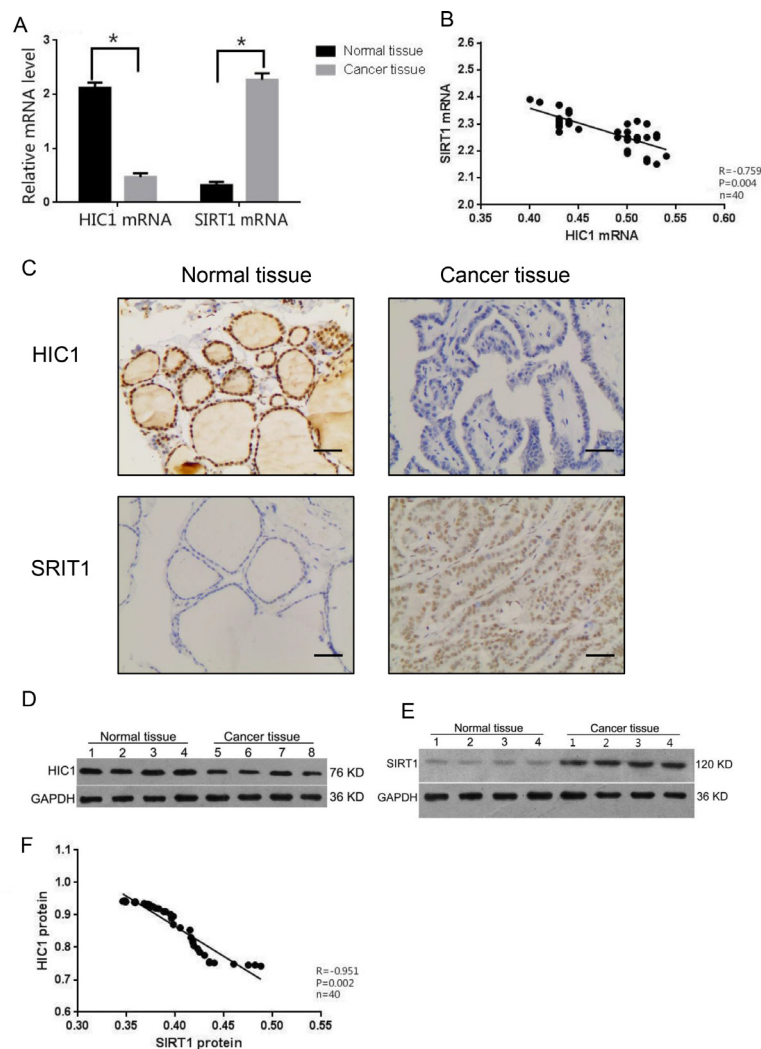 A
Relative mRNA level
3
2
1
0
*
*
HIC1 mRNA SIRT1 mRNA
Normal tissue
Cancer tissue
B
SIRT1 mRNA
2.6
2.5
2.4
2.3
2.2
2.1
2.0
0.35 0.40 0.45 0.50 0.55 0.60
HIC1 mRNA
R=-0.759
P=0.004
n=40
C
Normal tissue Cancer tissue
HIC1
SRIT1
D
Normal tissue Cancer tissue
1 2 3 4 5 6 7 8
HIC1 76 KD
GAPDH 36 KD
E
Normal tissue Cancer tissue
1 2 3 4 1 2 3 4
SIRT1 120 KD
GAPDH 36 KD
F
HIC1 protein
1.1
1.0
0.9
0.8
0.7
0.6
0.30 0.35 0.40 0.45 0.50 0.55
SIRT1 protein
R=-0.951
P=0.002
n=40